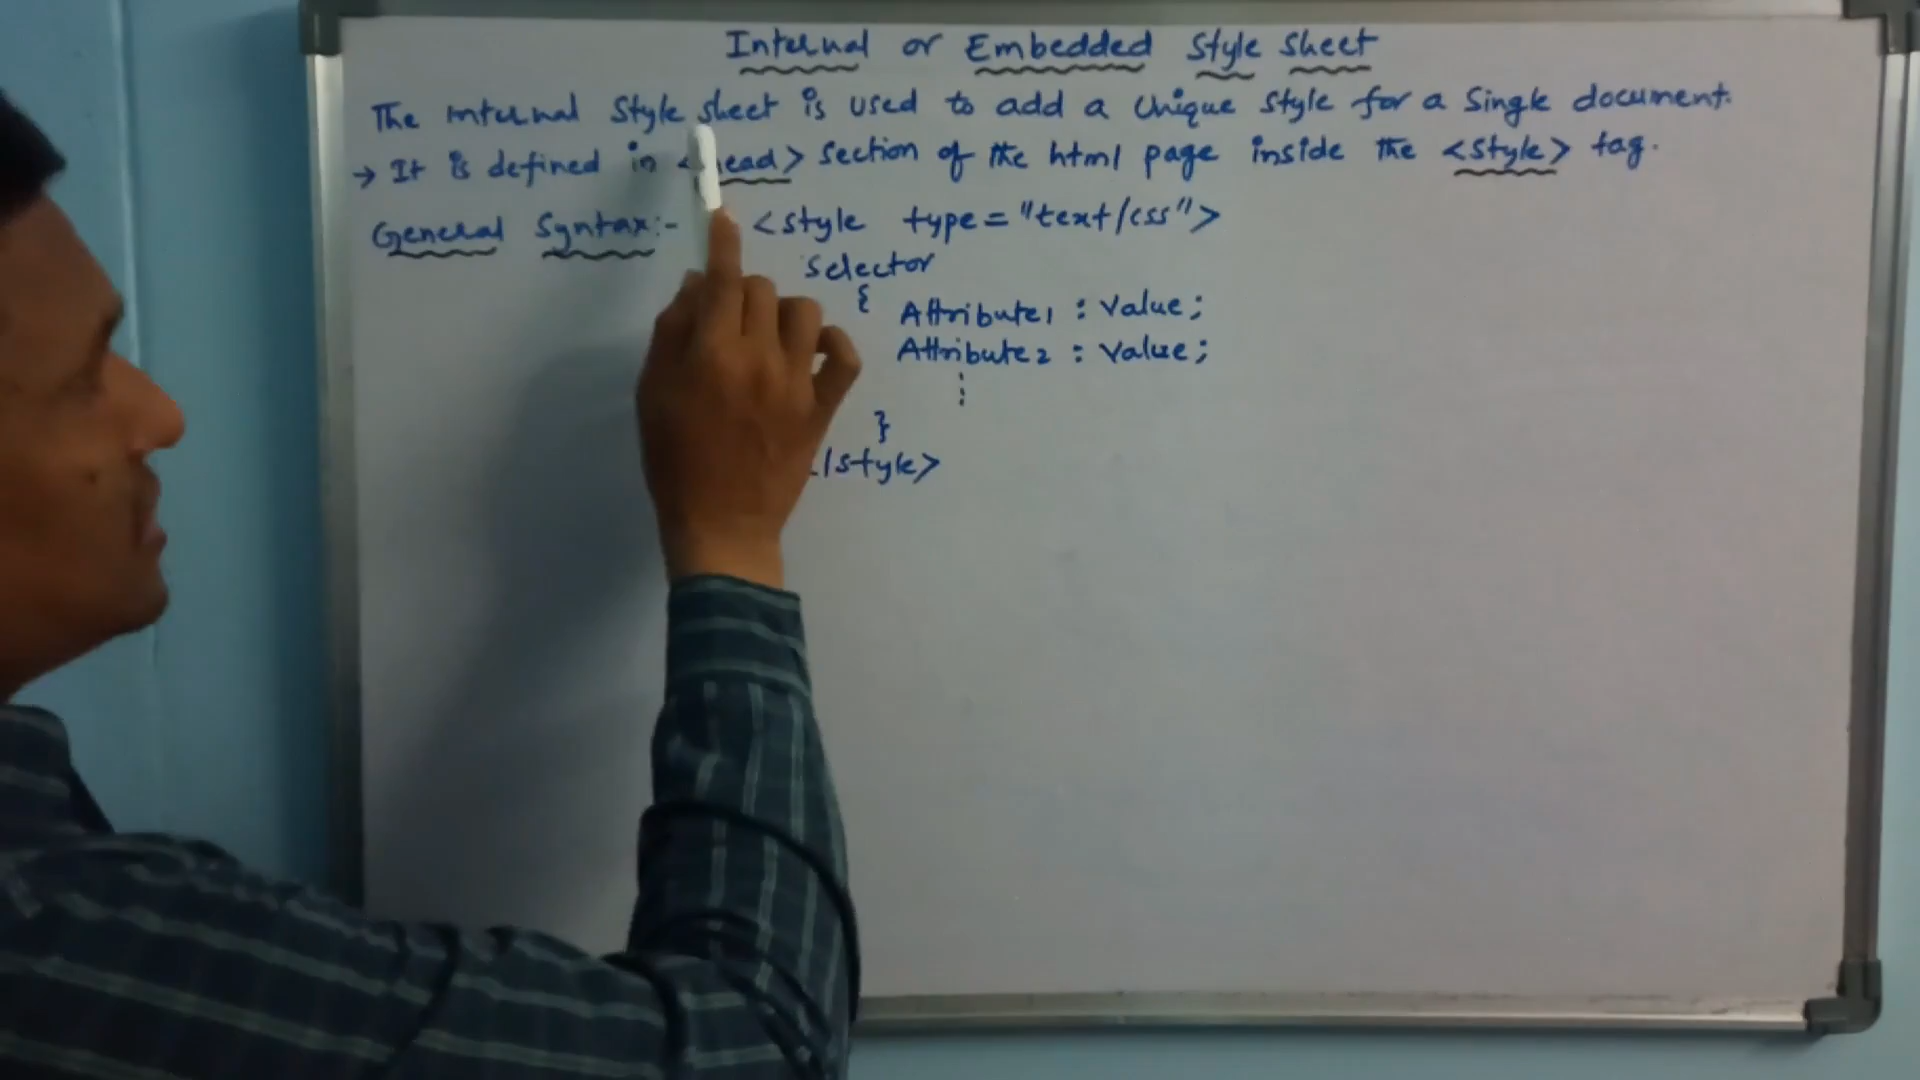 Internal or Embedded Style Sheet
The Internal Style sheet is used to add a Unique Style for a Single document.
→ It is defined in <head> Section of the html page inside the <style> tag.
General Syntax:- <style type="text/css">
Selector
{ Attribute1 : Value;
Attribute2 : Value;
⋮
}
</style>